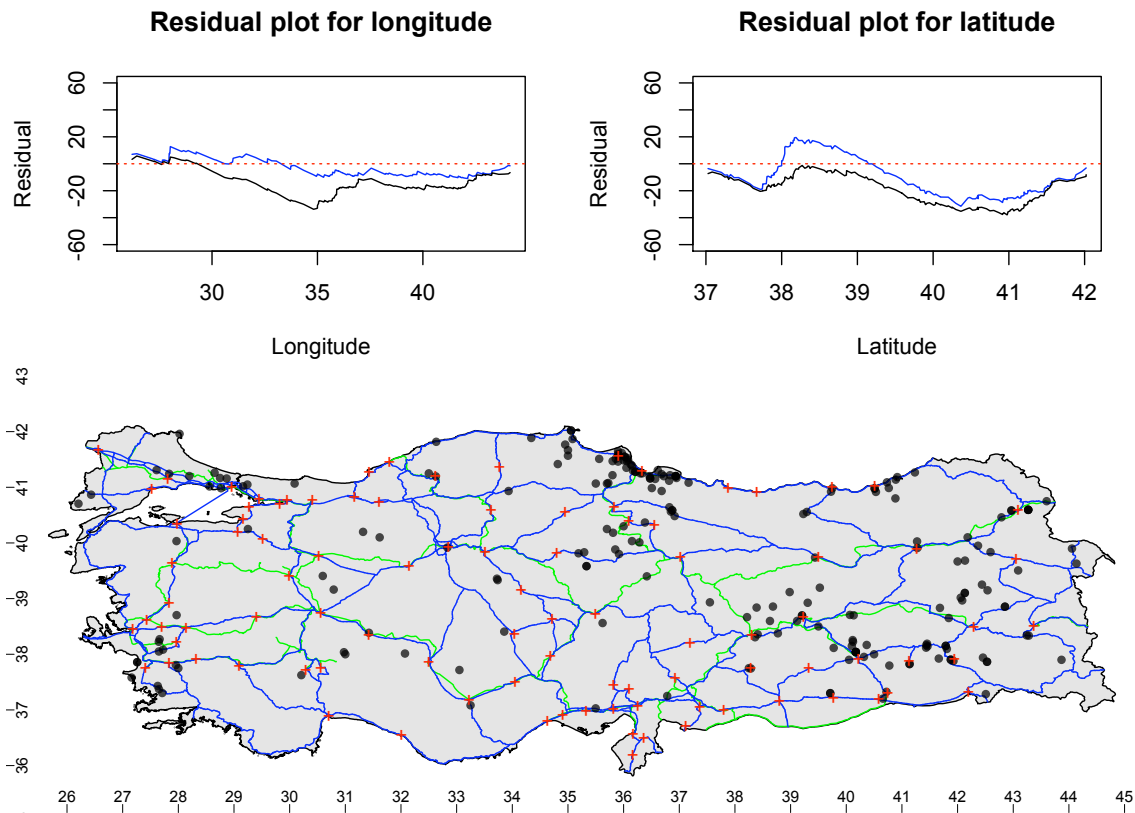 Residual plot for longitude
Residual plot for latitude
Residual
60
20
-20
-60
30 35 40
Longitude
Residual
60
20
-20
-60
37 38 39 40 41 42
Latitude
43
42
41
40
39
38
37
36
26 27 28 29 30 31 32 33 34 35 36 37 38 39 40 41 42 43 44 45